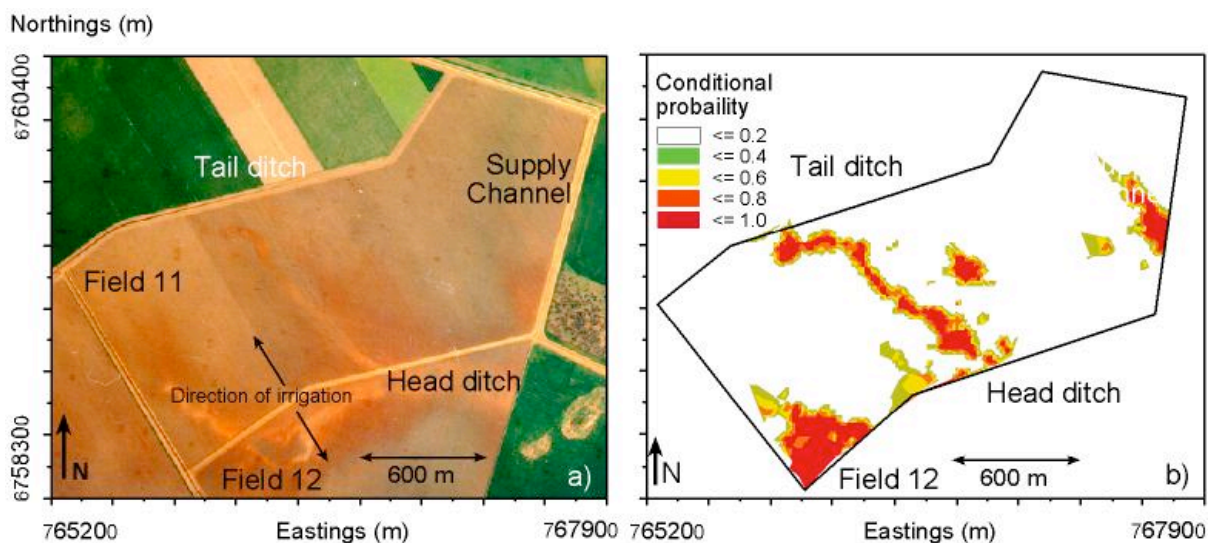 Northings (m)
6760400
6758300
Tail ditch
Supply
Channel
Field 11
Direction of irrigation
Head ditch
N
Field 12
600 m
a)
765200
Eastings (m)
767900
Conditional
probaility
<= 0.2
<= 0.4
<= 0.6
<= 0.8
<= 1.0
Tail ditch
h
Head ditch
N
Field 12
600 m
b)
765200
Eastings (m)
767900